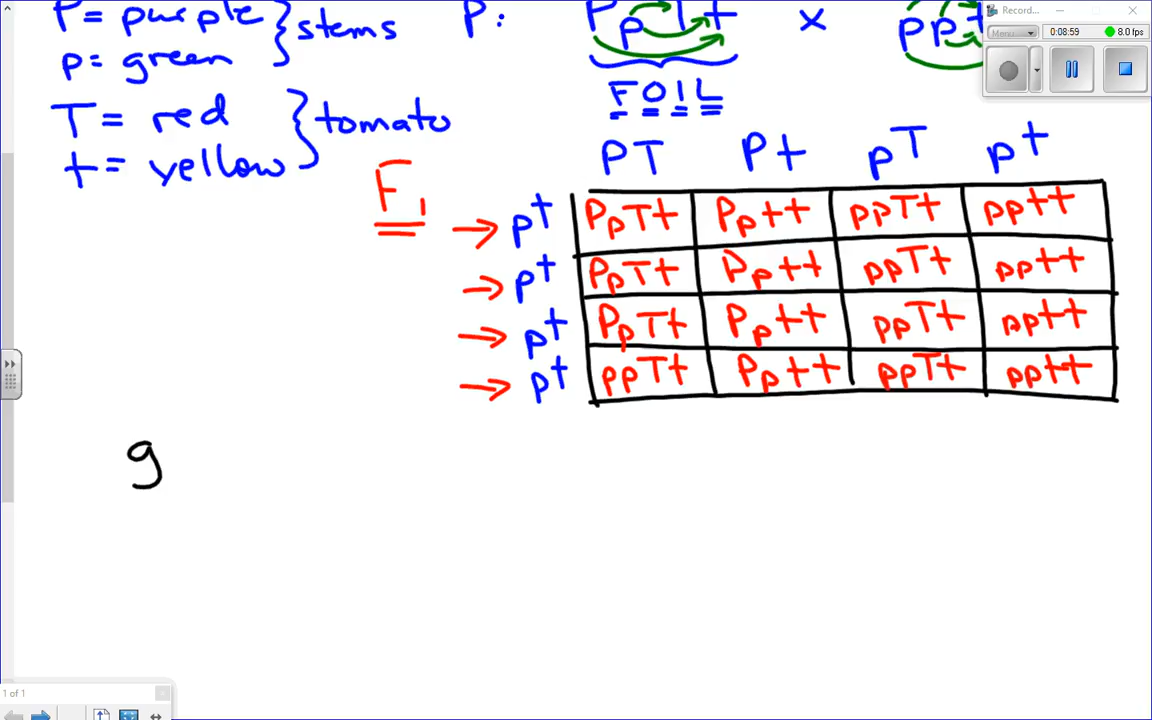 P = purple } stems P: Pp Tt x ppt
p = green
FOIL
T = red } tomato
t = yellow
PT Pt pT pt
F1
→ pt PpTt Pptt ppTt pptt
→ pt PpTt Pptt ppTt pptt
→ pt PpTt Pptt ppTt pptt
→ pt ppTt Pptt ppTt pptt
g
Record...
Menu
0:08:59 8.0 fps
1 of 1